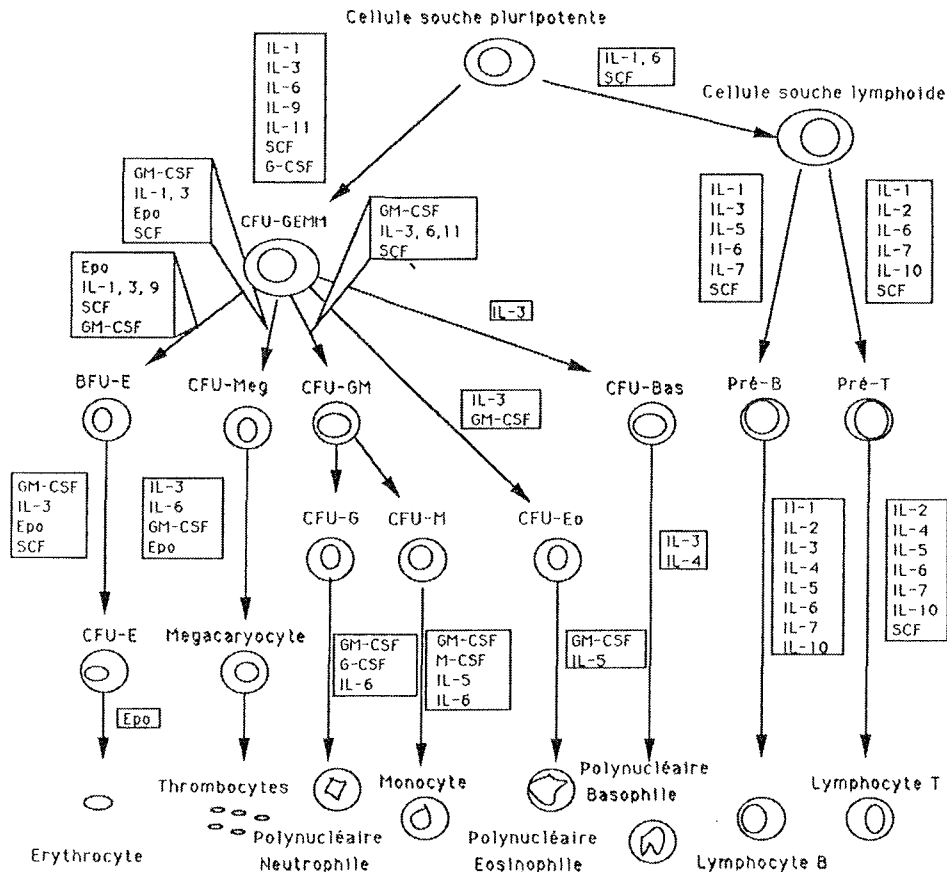 Cellule souche pluripotente
IL-1
IL-3
IL-6
IL-9
IL-11
SCF
G-CSF
IL-1, 6
SCF
Cellule souche lymphoide
GM-CSF
IL-1, 3
Epo
SCF
CFU-GEMM
GM-CSF
IL-3, 6,11
SCF
IL-1
IL-3
IL-5
Il-6
IL-7
SCF
IL-1
IL-2
IL-6
IL-7
IL-10
SCF
Epo
IL-1, 3, 9
SCF
GM-CSF
IL-3
BFU-E
CFU-Meg
CFU-GM
CFU-Bas
Pré-B
Pré-T
IL-3
GM-CSF
GM-CSF
IL-3
Epo
SCF
IL-3
IL-6
GM-CSF
Epo
CFU-G
CFU-M
CFU-Eo
IL-3
IL-4
Il-1
IL-2
IL-3
IL-4
IL-5
IL-6
IL-7
IL-10
IL-2
IL-4
IL-5
IL-6
IL-7
IL-10
SCF
CFU-E
Megacaryocyte
GM-CSF
G-CSF
IL-6
GM-CSF
M-CSF
IL-5
IL-6
GM-CSF
IL-5
Epo
Thrombocytes
Monocyte
Polynucléaire
Basophile
Lymphocyte T
Erythrocyte
Polynucléaire
Neutrophile
Polynucléaire
Eosinophile
Lymphocyte B